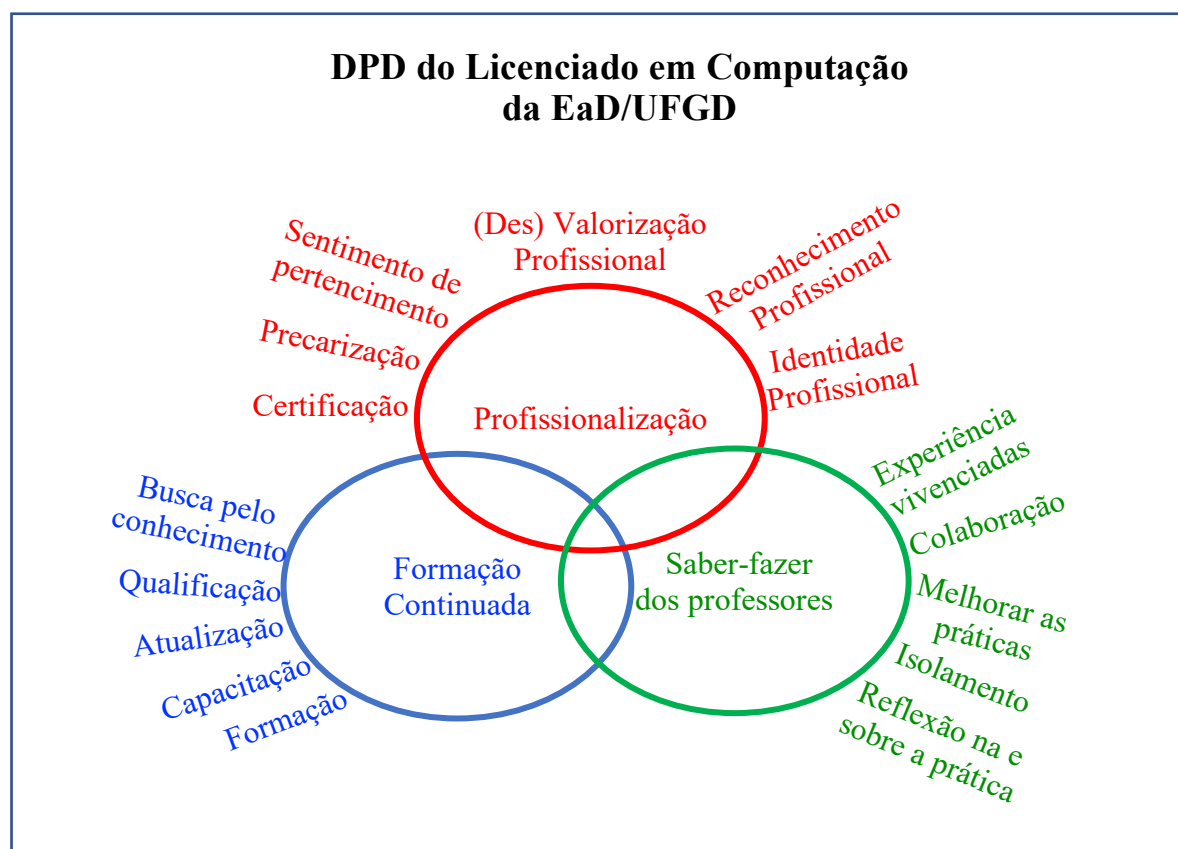 DPD do Licenciado em Computação
da EaD/UFGD
(Des) Valorização
Profissional
Sentimento de
pertencimento
Precarização
Certificação
Reconhecimento
Profissional
Identidade
Profissional
Profissionalização
Busca pelo
conhecimento
Qualificação
Atualização
Capacitação
Formação
Formação
Continuada
Saber-fazer
dos professores
Experiência
vivenciadas
Colaboração
Melhorar as
práticas
Isolamento
Reflexão na e
sobre a prática